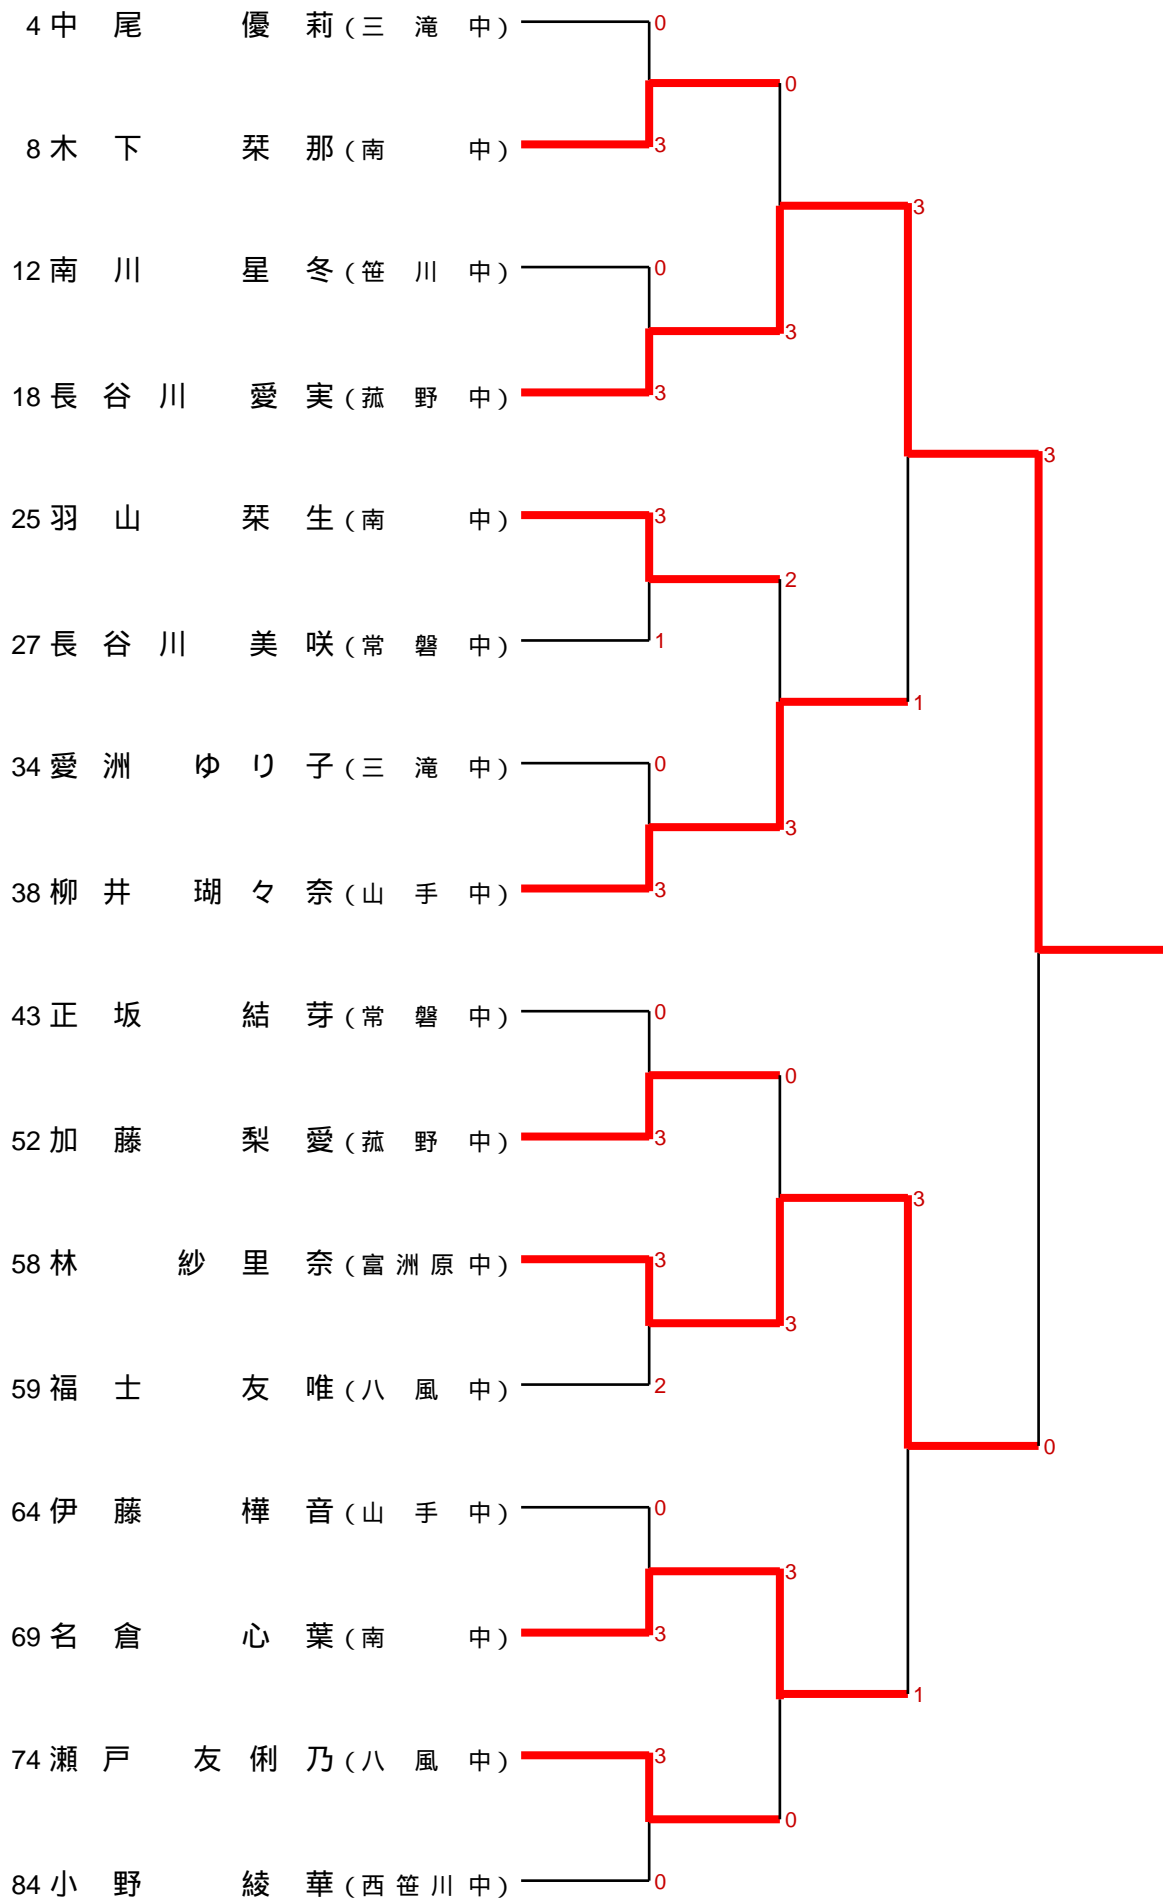 4 中尾 優莉 (三滝中) 0
0
8 木下 栞那 (南中) 3
3
12 南川 星冬 (笹川中) 0
3
18 長谷川 愛実 (菰野中) 3
3
25 羽山 栞生 (南中) 3
2
27 長谷川 美咲 (常磐中) 1
1
34 愛洲 ゆり子 (三滝中) 0
3
38 柳井 瑚々奈 (山手中) 3
43 正坂 結芽 (常磐中) 0
0
52 加藤 梨愛 (菰野中) 3
3
58 林 紗里奈 (富洲原中) 3
3
59 福士 友唯 (八風中) 2
0
64 伊藤 樺音 (山手中) 0
3
69 名倉 心葉 (南中) 3
1
74 瀬戸 友俐乃 (八風中) 3
0
84 小野 綾華 (西笹川中) 0